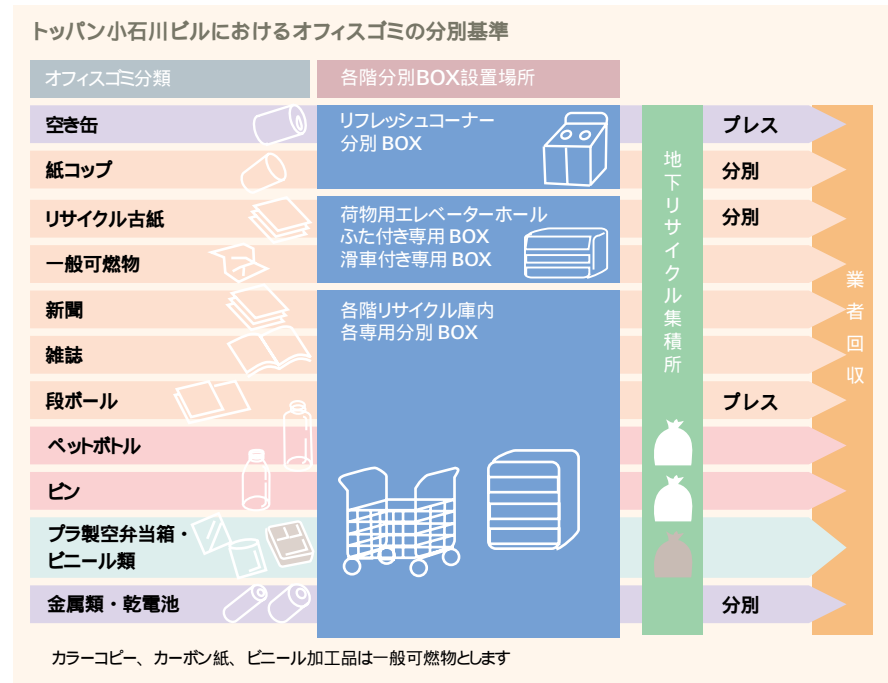 トッパン小石川ビルにおけるオフィスゴミの分別基準
オフィスゴミ分類
各階分別BOX設置場所
空き缶
リフレッシュコーナー
分別 BOX
プレス
紙コップ
分別
リサイクル古紙
荷物用エレベーターホール
ふた付き専用 BOX
滑車付き専用 BOX
分別
一般可燃物
新聞
各階リサイクル庫内
各専用分別 BOX
雑誌
段ボール
プレス
ペットボトル
ビン
プラ製空弁当箱・
ビニール類
金属類・乾電池
分別
地下リサイクル集積所
業者回収
カラーコピー、カーボン紙、ビニール加工品は一般可燃物とします